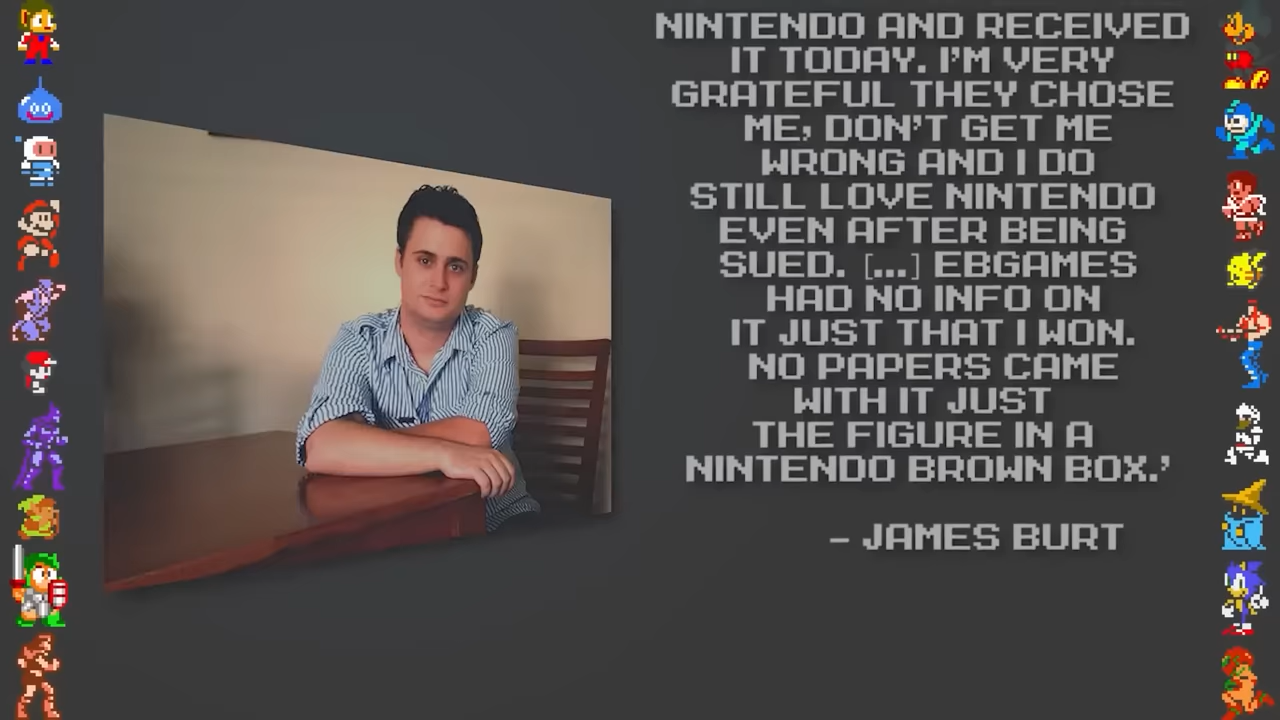 NINTENDO AND RECEIVED
IT TODAY. I'M VERY
GRATEFUL THEY CHOSE
ME, DON'T GET ME
WRONG AND I DO
STILL LOVE NINTENDO
EVEN AFTER BEING
SUED. [...] EBGAMES
HAD NO INFO ON
IT JUST THAT I WON.
NO PAPERS CAME
WITH IT JUST
THE FIGURE IN A
NINTENDO BROWN BOX.'
– JAMES BURT